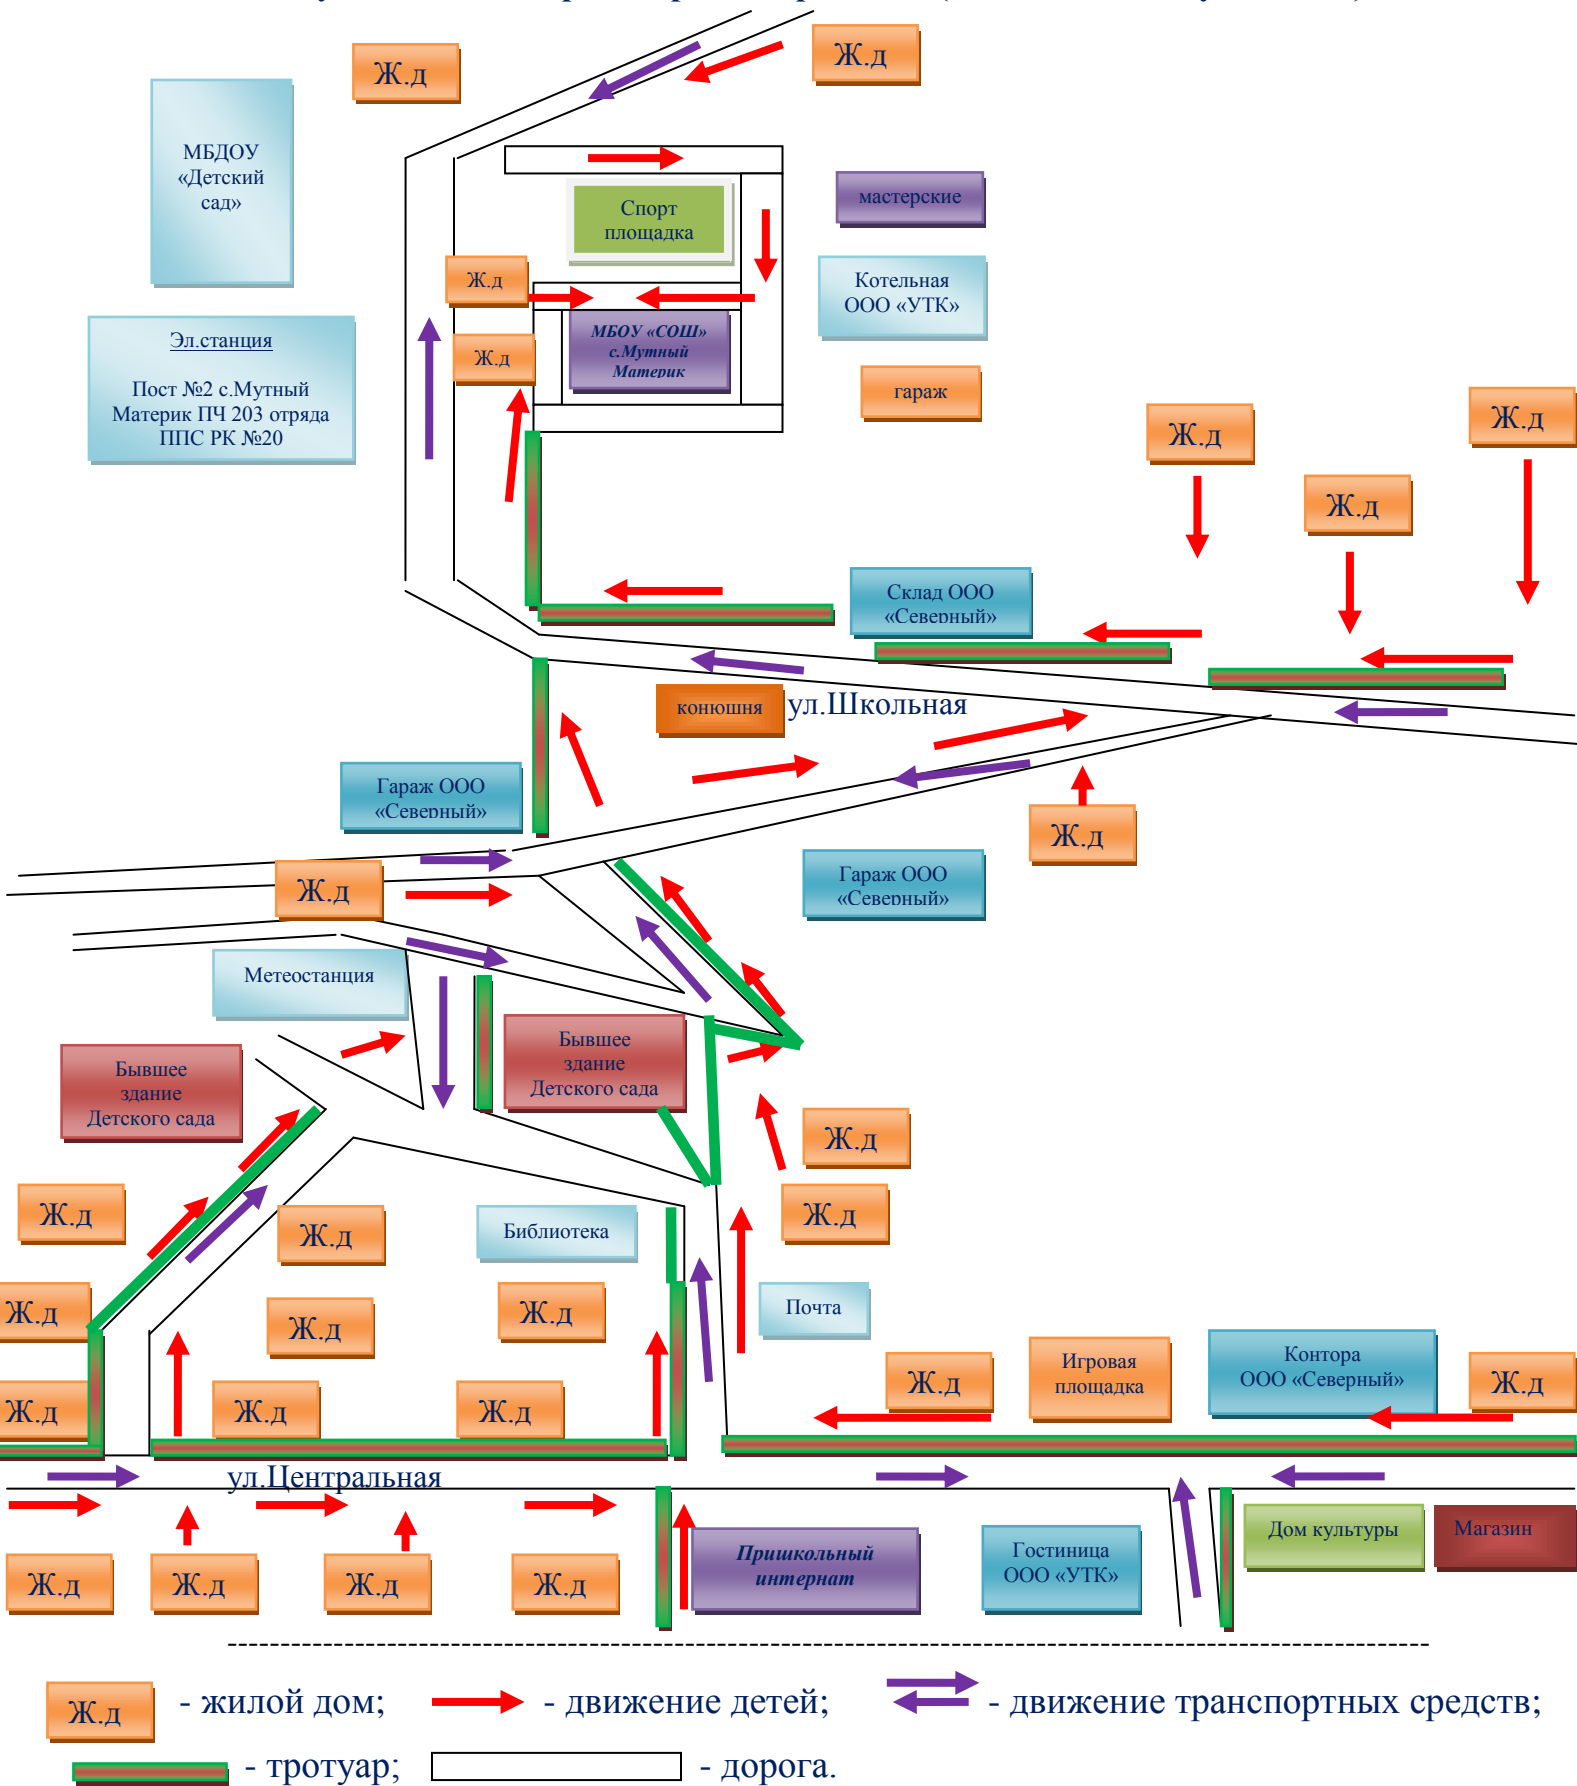 Ж.д
Ж.д
МБДОУ
«Детский
сад»
мастерские
Спорт
площадка
Ж.д
Котельная
ООО «УТК»
Эл.станция
Пост №2 с.Мутный
Материк ПЧ 203 отряда
ППС РК №20
Ж.д
МБОУ «СОШ»
с.Мутный
Материк
гараж
Ж.д
Ж.д
Ж.д
Склад ООО
«Северный»
конюшня
ул.Школьная
Гараж ООО
«Северный»
Ж.д
Ж.д
Гараж ООО
«Северный»
Метеостанция
Бывшее
здание
Детского сада
Бывшее
здание
Детского сада
Ж.д
Ж.д
Ж.д
Ж.д
Библиотека
Ж.д
Ж.д
Ж.д
Почта
Ж.д
Ж.д
Ж.д
Ж.д
Игровая
площадка
Контора
ООО «Северный»
Ж.д
Ж.д
ул.Центральная
Ж.д
Ж.д
Ж.д
Ж.д
Пришкольный
интернат
Гостиница
ООО «УТК»
Дом культуры
Магазин
Ж.д - жилой дом; - движение детей; - движение транспортных средств;
- тротуар; - дорога.